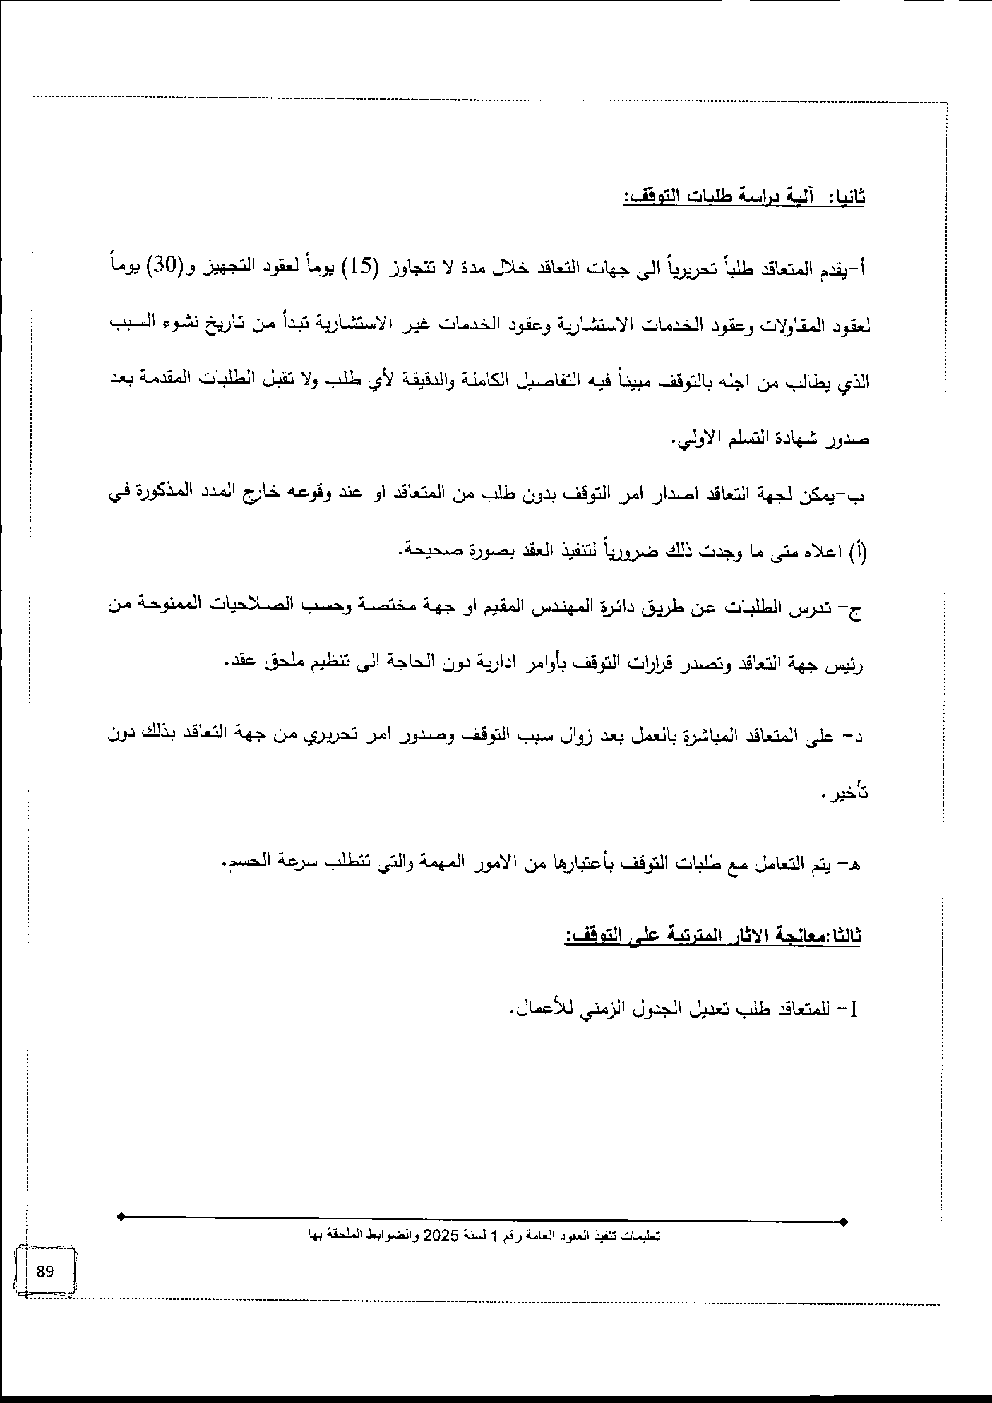 ثانيا: آلية دراسة طلبات التوقف:
أ-يقدم المتعاقد طلباً تحريرياً الى جهات التعاقد خلال مدة لا تتجاوز (15) يوماً لعقود التجهيز و(30) يوماً
لعقود المقاولات وعقود الخدمات الاستشارية وعقود الخدمات غير الاستشارية تبدأ من تاريخ نشوء السبب
الذي يطالب من اجله بالتوقف مبيناً فيه التفاصيل الكاملة والدقيقة لأي طلب ولا تقبل الطلبات المقدمة بعد
صدور شهادة التسلم الاولي.
ب-يمكن لجهة التعاقد اصدار امر التوقف بدون طلب من المتعاقد او عند وقوعه خارج المدد المذكورة في
(أ) اعلاه متى ما وجدت ذلك ضرورياً لتنفيذ العقد بصورة صحيحة.
ج- تدرس الطلبات عن طريق دائرة المهندس المقيم او جهة مختصة وحسب الصلاحيات الممنوحة من
رئيس جهة التعاقد وتصدر قرارات التوقف بأوامر ادارية دون الحاجة الى تنظيم ملحق عقد.
د- على المتعاقد المباشرة بالعمل بعد زوال سبب التوقف وصدور امر تحريري من جهة التعاقد بذلك دون
تأخير .
هـ- يتم التعامل مع طلبات التوقف بأعتبارها من الامور المهمة والتي تتطلب سرعة الحسم.
ثالثا:معالجة الاثار المترتبة على التوقف:
I- للمتعاقد طلب تعديل الجدول الزمني للأعمال.
تعليمات تنفيذ العقود العامة رقم 1 لسنة 2025 والضوابط الملحقة بها
89